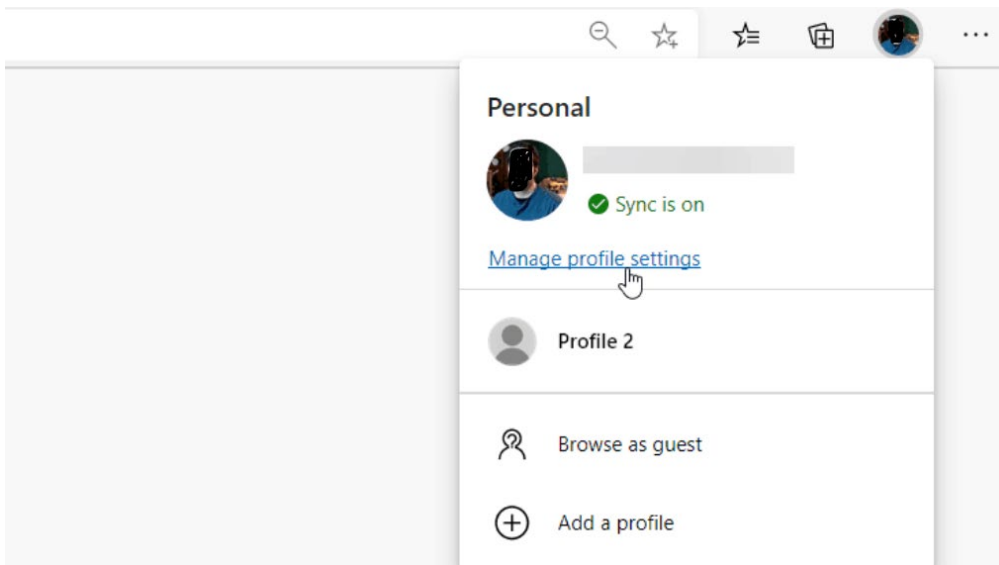 Personal
Sync is on
Manage profile settings
Profile 2
Browse as guest
Add a profile